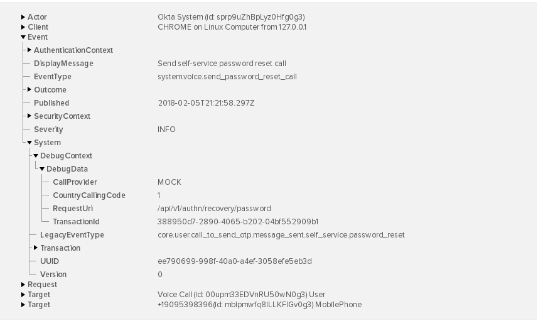 Actor Okta System (id: sprp9uZhBpLyz0Hfg0g3)
Client CHROME on Linux Computer from 127.0.0.1
Event
AuthenticationContext
DisplayMessage Send self-service password reset call
EventType system.voice.send_password_reset_call
Outcome
Published 2018-02-05T21:21:58.297Z
SecurityContext
Severity INFO
System
DebugContext
DebugData
CallProvider MOCK
CountryCallingCode 1
RequestUri /api/v1/authn/recovery/password
TransactionId 388950d7-2890-4065-b202-04bf552909b1
LegacyEventType core.user.call_to_send_otp.message_sent.self_service.password_reset
Transaction
UUID ee790699-998f-40a0-a4ef-3058efe5eb3d
Version 0
Request
Target Voice Call (id: 00uprr33EDVnRU50wN0g3) User
Target +19095398396 (id: mblpmwfq8ILLKFIGv0g3) MobilePhone